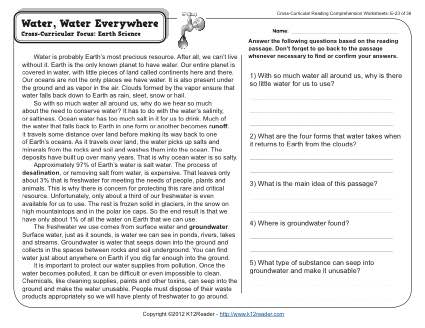 Cross-Curricular Reading Comprehension Worksheets: E-23 of 36
Water, Water Everywhere
Cross-Curricular Focus: Earth Science
Name:
Answer the following questions based on the reading
passage. Don't forget to go back to the passage
whenever necessary to find or confirm your answers.
Water is probably Earth's most precious resource. After all, we can't live
without it. Earth is the only known planet to have water. Our entire planet is
covered in water, with little pieces of land called continents here and there.
Our oceans are not the only places we have water. It is also present under
the ground and as vapor in the air. Clouds formed by the vapor ensure that
water falls back down to Earth as rain, sleet, snow or hail.
So with so much water all around us, why do we hear so much
about the need to conserve water? It has to do with the water's salinity,
or saltiness. Ocean water has too much salt in it for us to drink. Much of
the water that falls back to Earth in one form or another becomes runoff.
It travels some distance over land before making its way back to one
of Earth's oceans. As it travels over the land, the water picks up salts and
minerals from the rocks and soil and washes them into the ocean. The
deposits have built up over many years. That is why ocean water is so salty.
Approximately 97% of Earth's water is salt water. The process of
desalination, or removing salt from water, is expensive. That leaves only
about 3% that is freshwater for meeting the needs of people, plants and
animals. This is why there is concern for protecting this rare and critical
resource. Unfortunately, only about a third of our freshwater is even
available for us to use. The rest is frozen solid in glaciers, in the snow on
high mountaintops and in the polar ice caps. So the end result is that we
have only about 1% of all the water on Earth that we can use.
The freshwater we use comes from surface water and groundwater.
Surface water, just as it sounds, is water we can see in ponds, rivers, lakes
and streams. Groundwater is water that seeps down into the ground and
collects in the spaces between rocks and soil underground. You can find
water just about anywhere on Earth if you dig far enough into the ground.
It is important to protect our water supplies from pollution. Once the
water becomes polluted, it can be difficult or even impossible to clean.
Chemicals, like cleaning supplies, paints and other toxins, can seep into the
ground and make the water unusable. People must dispose of their waste
products appropriately so we will have plenty of freshwater to go around.
1) With so much water all around us, why is there
so little water for us to use?
2) What are the four forms that water takes when
it returns to Earth from the clouds?
3) What is the main idea of this passage?
4) Where is groundwater found?
5) What type of substance can seep into
groundwater and make it unusable?
Copyright ©2012 K12Reader - http://www.k12reader.com